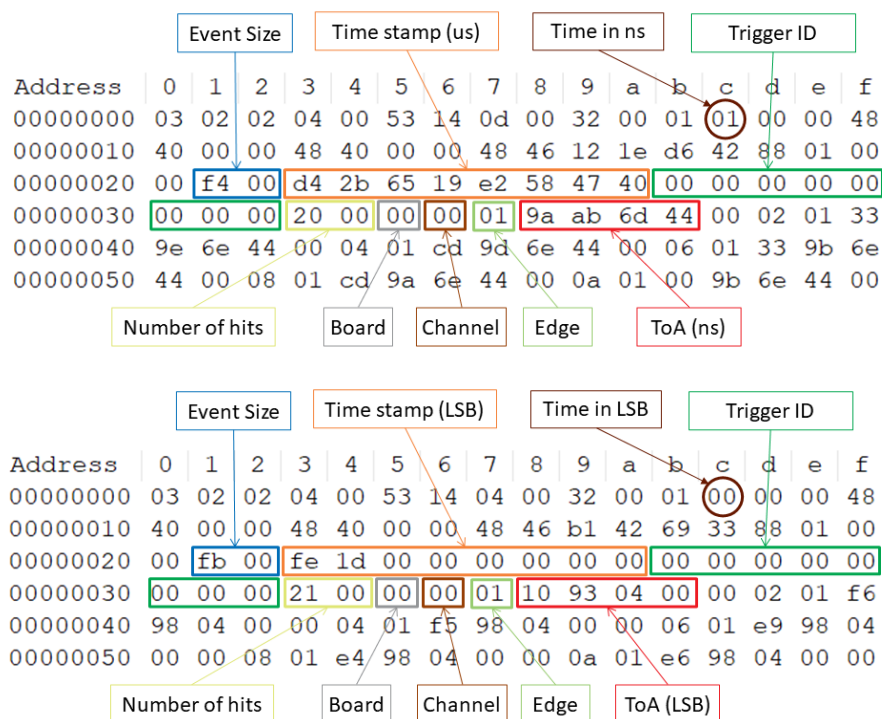 Event Size Time stamp (us) Time in ns Trigger ID
Address 0 1 2 3 4 5 6 7 8 9 a b c d e f
00000000 03 02 02 04 00 53 14 0d 00 32 00 01 01 00 00 48
00000010 40 00 00 48 40 00 00 48 46 12 1e d6 42 88 01 00
00000020 00 f4 00 d4 2b 65 19 e2 58 47 40 00 00 00 00 00
00000030 00 00 00 20 00 00 00 01 9a ab 6d 44 00 02 01 33
00000040 9e 6e 44 00 04 01 cd 9d 6e 44 00 06 01 33 9b 6e
00000050 44 00 08 01 cd 9a 6e 44 00 0a 01 00 9b 6e 44 00
Number of hits Board Channel Edge ToA (ns)
Event Size Time stamp (LSB) Time in LSB Trigger ID
Address 0 1 2 3 4 5 6 7 8 9 a b c d e f
00000000 03 02 02 04 00 53 14 04 00 32 00 01 00 00 00 48
00000010 40 00 00 48 40 00 00 48 46 b1 42 69 33 88 01 00
00000020 00 fb 00 fe 1d 00 00 00 00 00 00 00 00 00 00 00
00000030 00 00 00 21 00 00 00 01 10 93 04 00 00 02 01 f6
00000040 98 04 00 00 04 01 f5 98 04 00 00 06 01 e9 98 04
00000050 00 00 08 01 e4 98 04 00 00 0a 01 e6 98 04 00 00
Number of hits Board Channel Edge ToA (LSB)